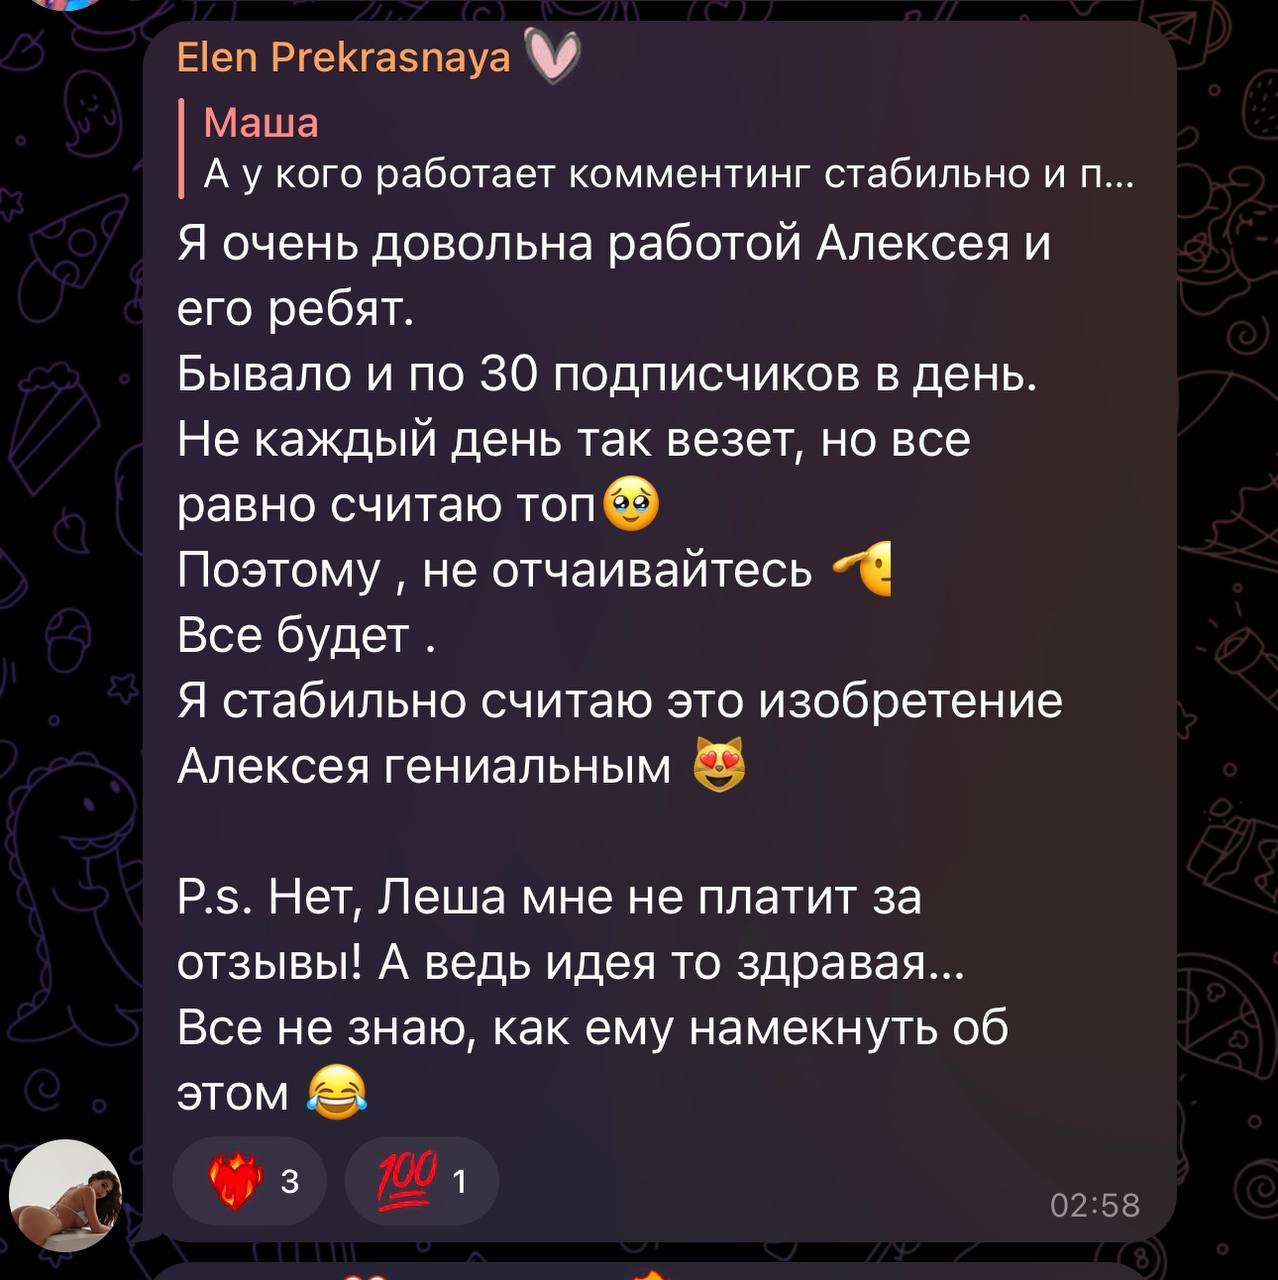 Elen Prekrasnaya
Маша
А у кого работает комментинг стабильно и п...
Я очень довольна работой Алексея и
его ребят.
Бывало и по 30 подписчиков в день.
Не каждый день так везет, но все
равно считаю топ🥹
Поэтому , не отчаивайтесь
Все будет .
Я стабильно считаю это изобретение
Алексея гениальным 😻
P.s. Нет, Леша мне не платит за
отзывы! А ведь идея то здравая...
Все не знаю, как ему намекнуть об
этом 😂
❤️‍🔥 3 💯 1
02:58